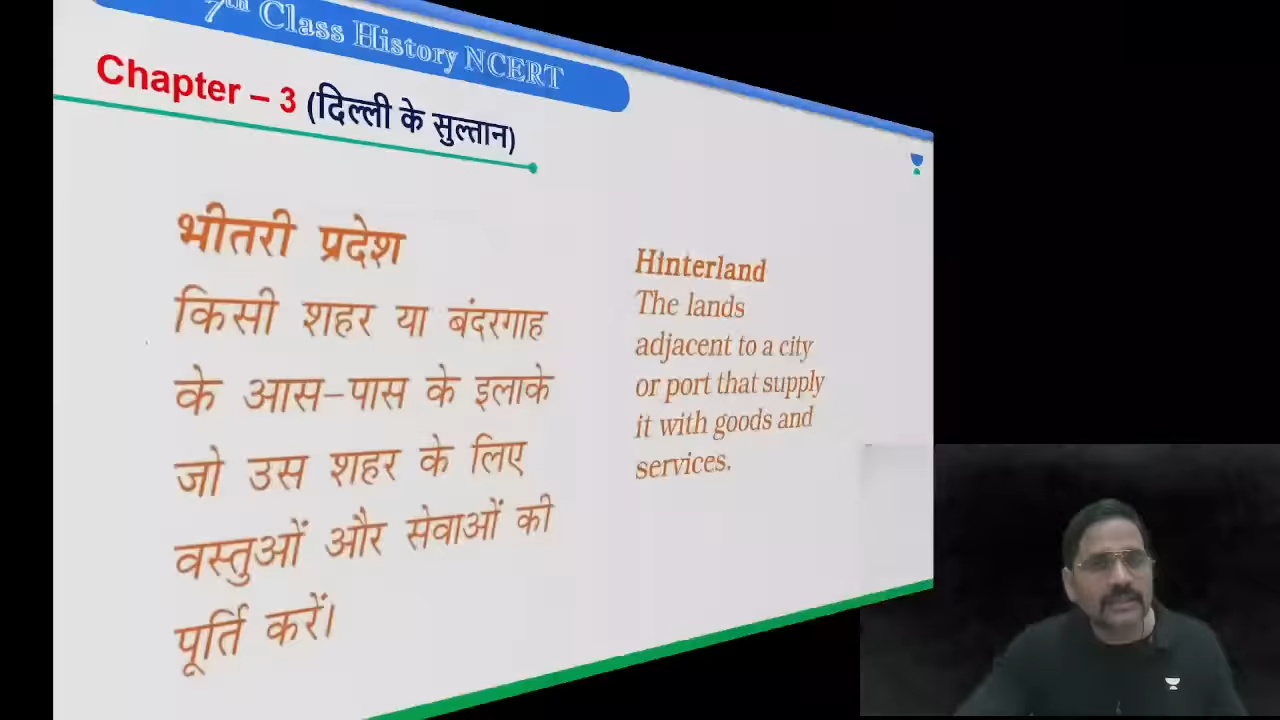 7th Class History NCERT
Chapter – 3 (दिल्ली के सुल्तान)
भीतरी प्रदेश
किसी शहर या बंदरगाह
के आस-पास के इलाके
जो उस शहर के लिए
वस्तुओं और सेवाओं की
पूर्ति करें।
Hinterland
The lands
adjacent to a city
or port that supply
it with goods and
services.